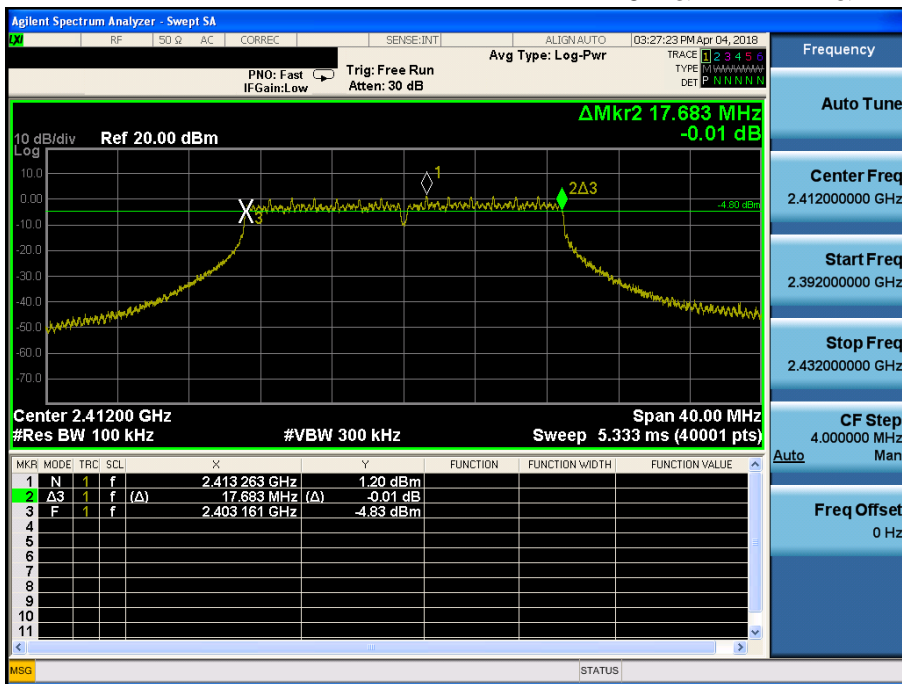 Agilent Spectrum Analyzer - Swept SA
LXI RF 50 Ω AC CORREC SENSE:INT ALIGN AUTO 03:27:23 PM Apr 04, 2018
Avg Type: Log-Pwr
TRACE 1 2 3 4 5 6
TYPE M W W W W W
DET P N N N N N
PNO: Fast
IFGain:Low
Trig: Free Run
Atten: 30 dB
ΔMkr2 17.683 MHz
-0.01 dB
10 dB/div Ref 20.00 dBm
Log
10.0
0.00
-10.0
-20.0
-30.0
-40.0
-50.0
-60.0
-70.0
1
2Δ3
3
-4.80 dBm
Center 2.41200 GHz
Span 40.00 MHz
#Res BW 100 kHz
#VBW 300 kHz
Sweep 5.333 ms (40001 pts)
MKR MODE TRC SCL X Y FUNCTION FUNCTION WIDTH FUNCTION VALUE
1 N 1 f 2.413 263 GHz 1.20 dBm
2 Δ3 1 f (Δ) 17.683 MHz (Δ) -0.01 dB
3 F 1 f 2.403 161 GHz -4.83 dBm
4
5
6
7
8
9
10
11
MSG
STATUS
Frequency
Auto Tune
Center Freq
2.412000000 GHz
Start Freq
2.392000000 GHz
Stop Freq
2.432000000 GHz
CF Step
4.000000 MHz
Auto Man
Freq Offset
0 Hz